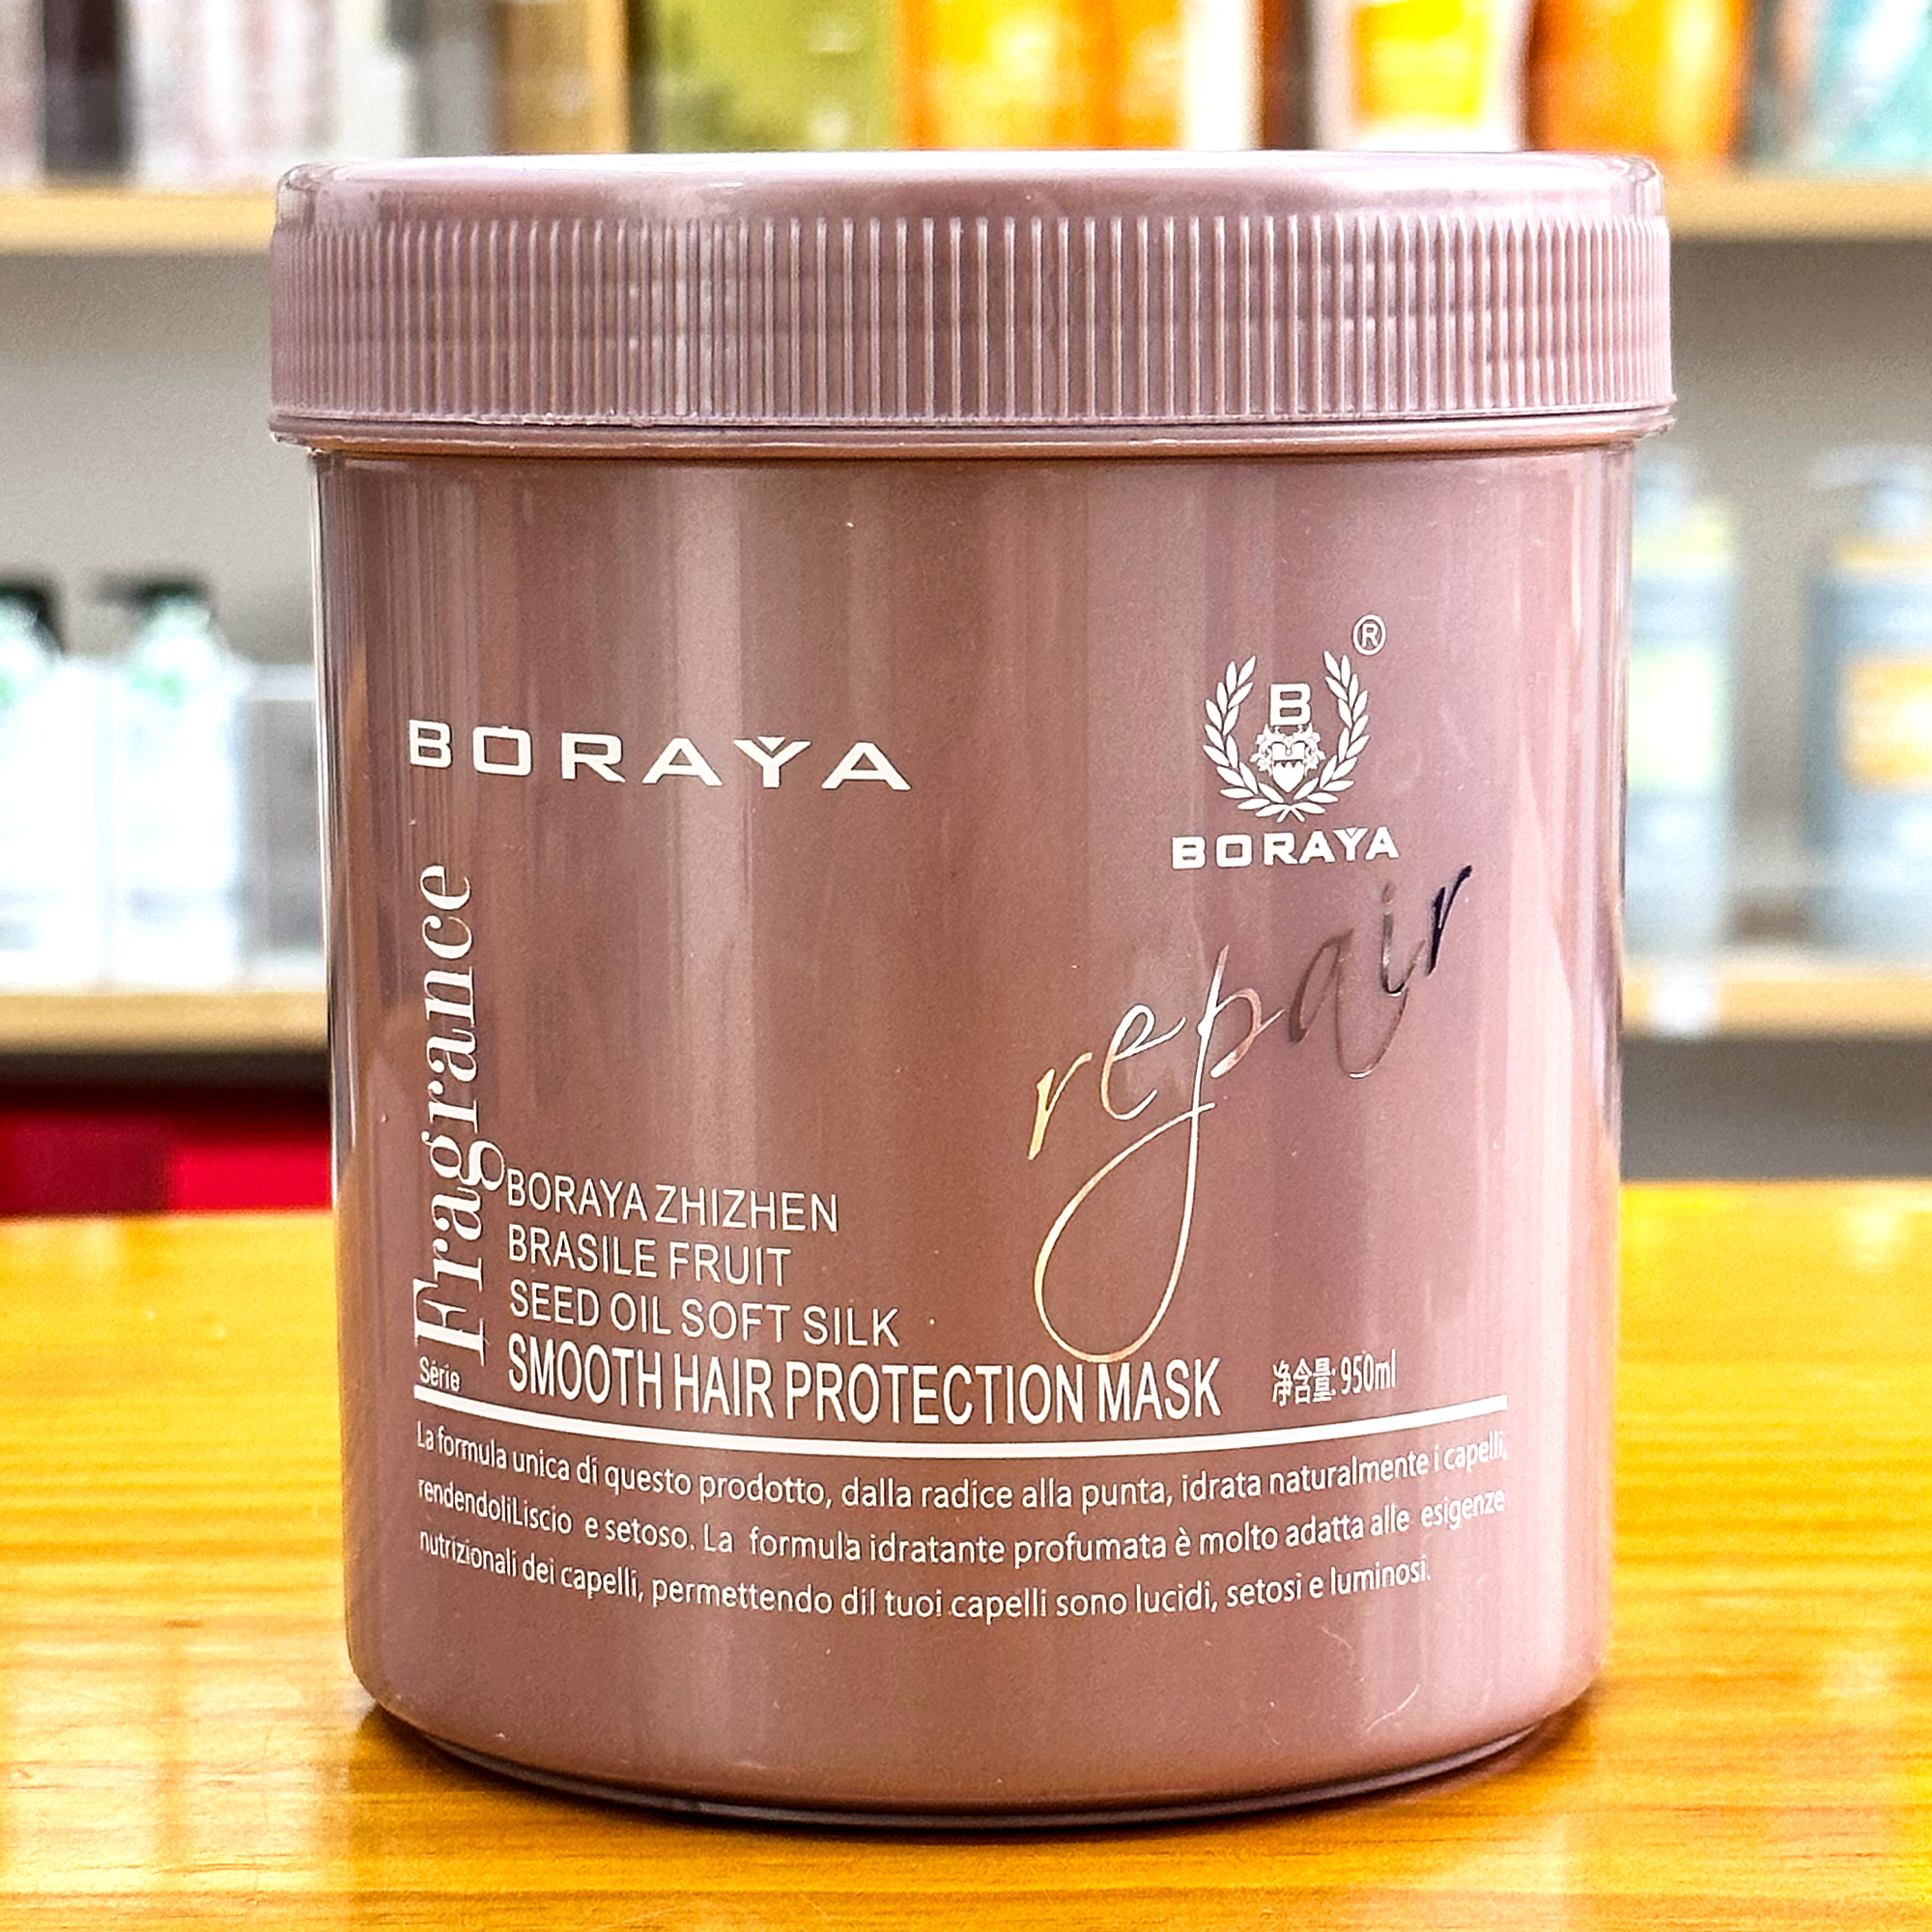 BORAYA
®
B
BORAYA
repair
Fragrance
Série
BORAYA ZHIZHEN
BRASILE FRUIT
SEED OIL SOFT SILK
SMOOTH HAIR PROTECTION MASK
净含量: 950ml
La formula unica di questo prodotto, dalla radice alla punta, idrata naturalmente i capelli,
rendendoliLiscio e setoso. La formula idratante profumata è molto adatta alle esigenze
nutrizionali dei capelli, permettendo dil tuoi capelli sono lucidi, setosi e luminosi.